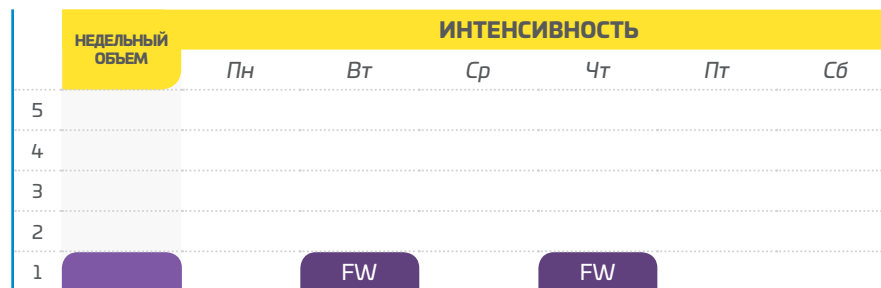 НЕДЕЛЬНЫЙ ОБЪЕМ
ИНТЕНСИВНОСТЬ
Пн Вт Ср Чт Пт Сб
5
4
3
2
1 FW FW